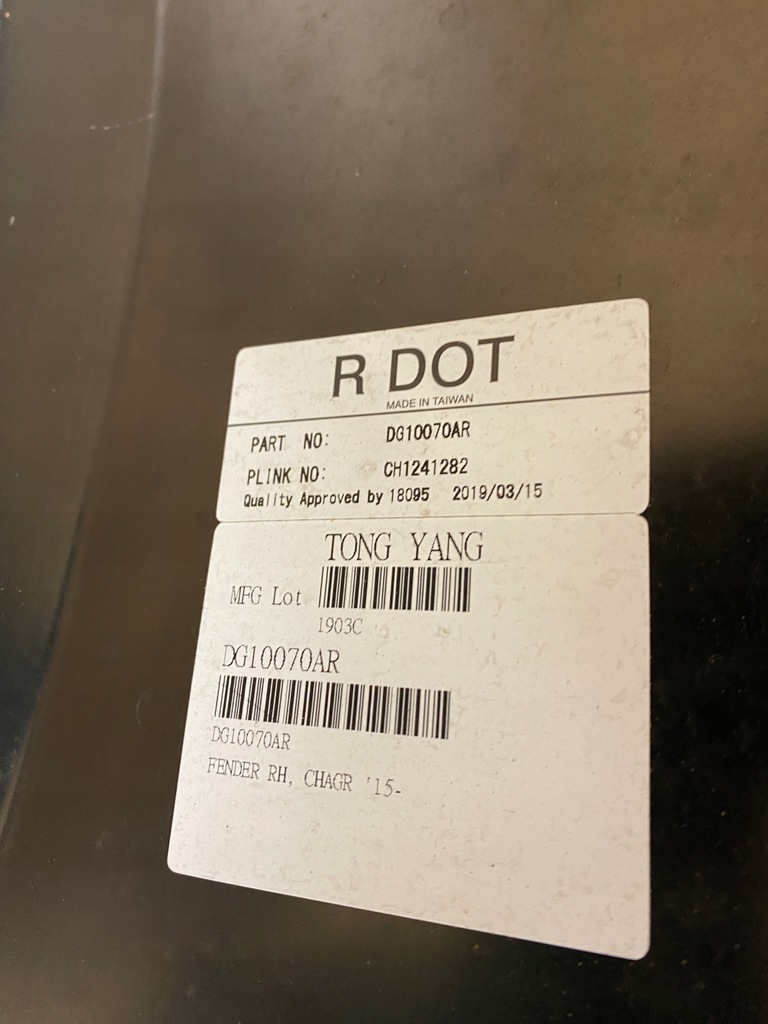 R DOT
MADE IN TAIWAN
PART NO: DG10070AR
PLINK NO: CH1241282
Quality Approved by 18095 2019/03/15
TONG YANG
MFG Lot
1903C
DG10070AR
DG10070AR
FENDER RH, CHAGR '15-